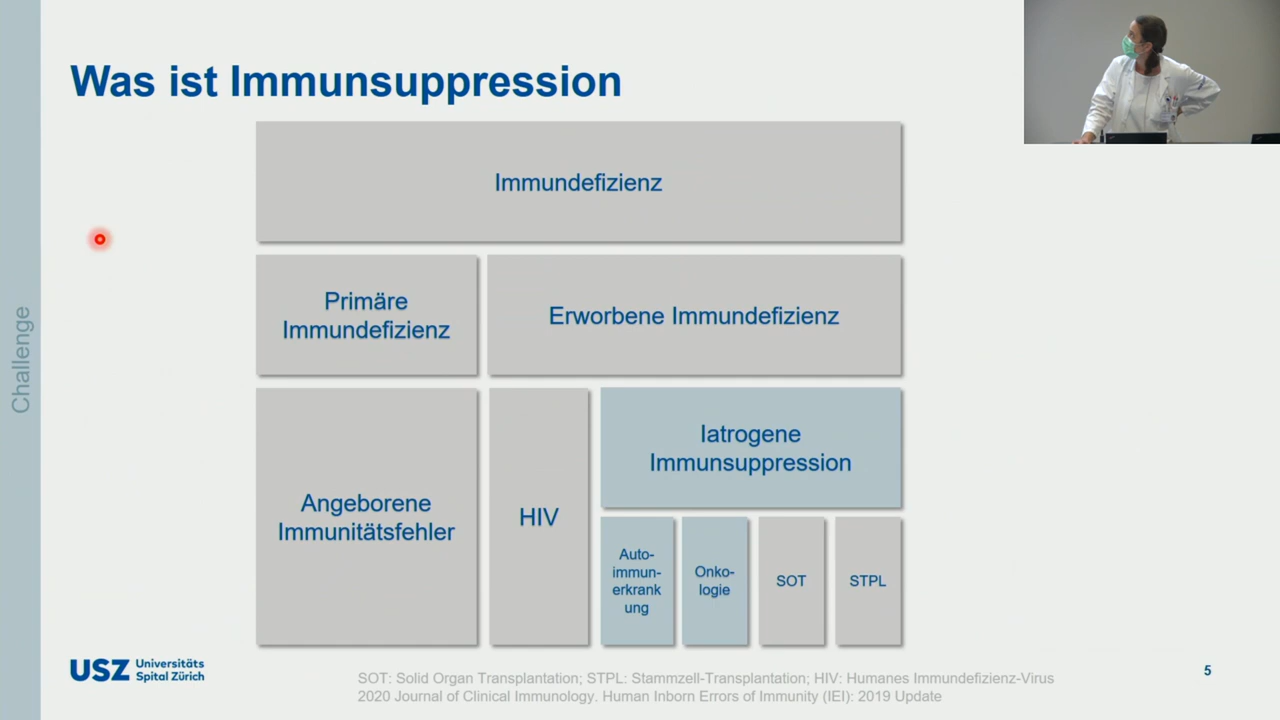 Was ist Immunsuppression
Immundefizienz
Primäre
Immundefizienz
Erworbene Immundefizienz
Angeborene
Immunitätsfehler
HIV
Iatrogene
Immunsuppression
Auto-
immun-
erkrank
ung
Onko-
logie
SOT
STPL
Challenge
USZ Universitäts
Spital Zürich
SOT: Solid Organ Transplantation; STPL: Stammzell-Transplantation; HIV: Humanes Immundefizienz-Virus
2020 Journal of Clinical Immunology. Human Inborn Errors of Immunity (IEI): 2019 Update
5